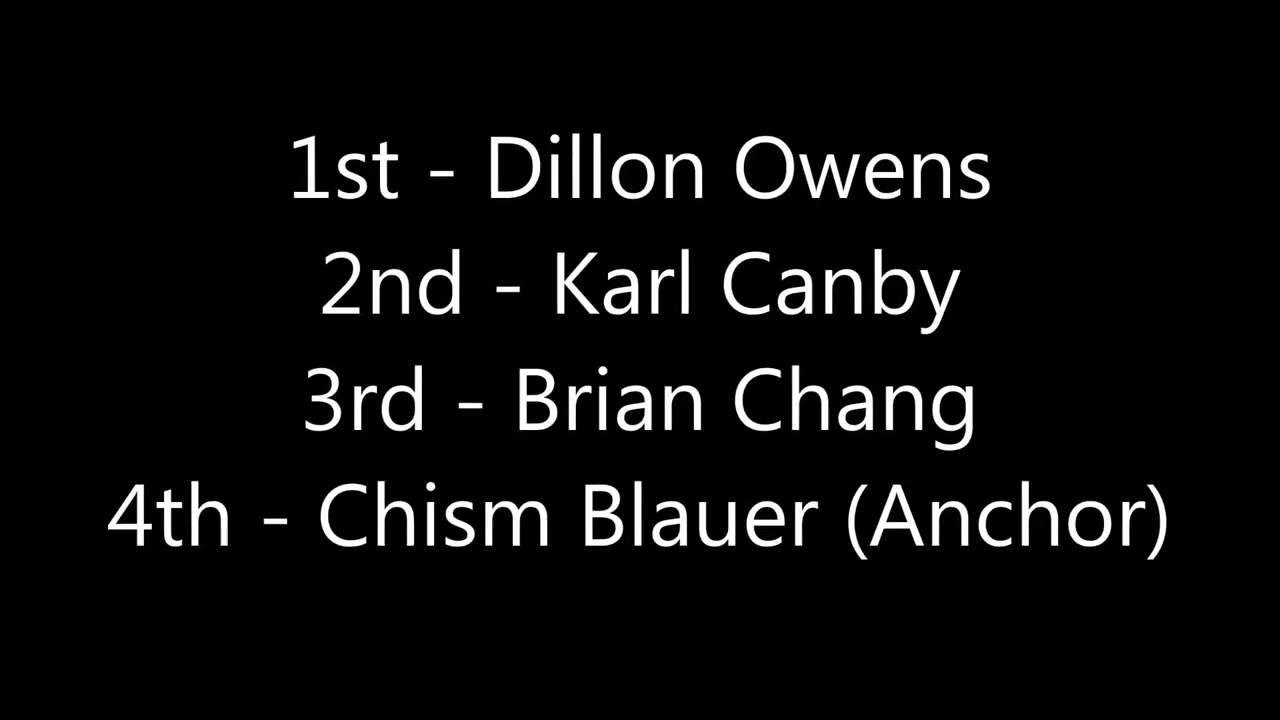 1st - Dillon Owens
2nd - Karl Canby
3rd - Brian Chang
4th - Chism Blauer (Anchor)